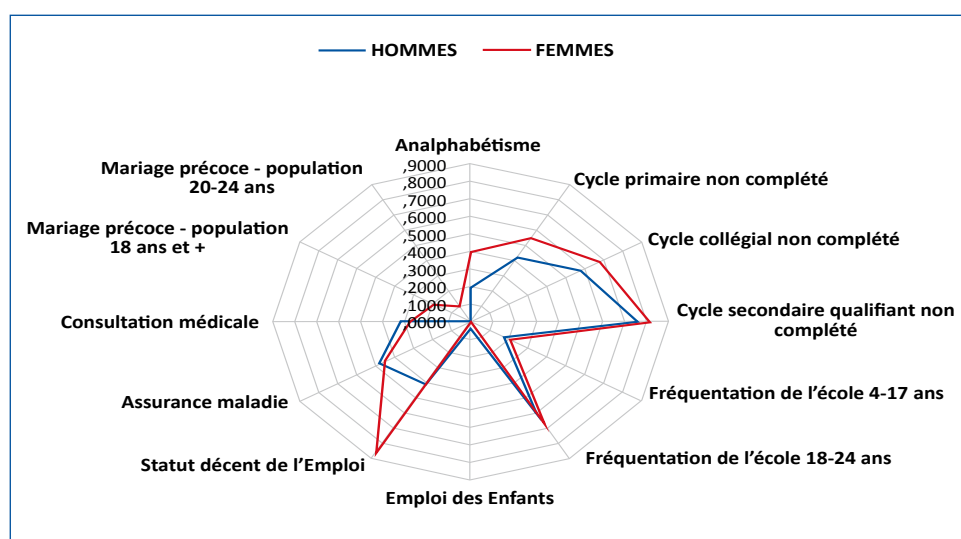 HOMMES FEMMES
Analphabétisme
,9000
,8000
,7000
,6000
,5000
,4000
,3000
,2000
,1000
,0000
Cycle primaire non complété
Cycle collégial non complété
Cycle secondaire qualifiant non
complété
Fréquentation de l’école 4-17 ans
Fréquentation de l’école 18-24 ans
Emploi des Enfants
Statut décent de l’Emploi
Assurance maladie
Consultation médicale
Mariage précoce - population
18 ans et +
Mariage précoce - population
20-24 ans